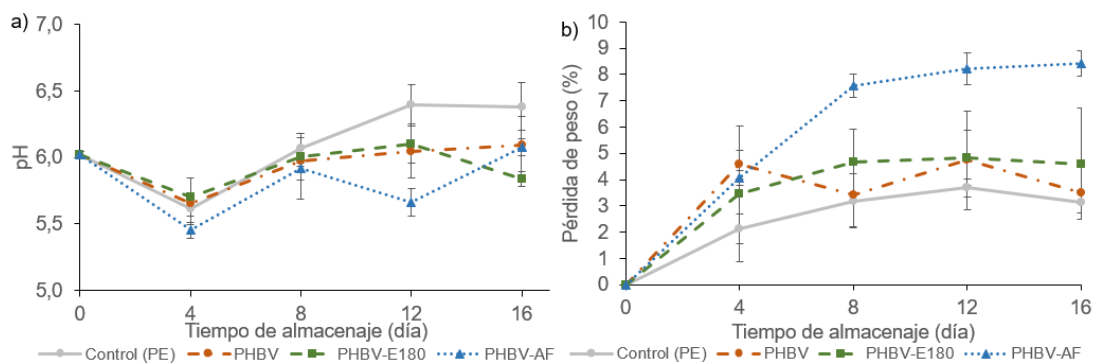 a)
7,0
6,5
6,0
5,5
5,0
pH
0 4 8 12 16
Tiempo de almacenaje (día)
Control (PE) PHBV PHBV-E180 PHBV-AF
b)
10
9
8
7
6
5
4
3
2
1
0
Pérdida de peso (%)
0 4 8 12 16
Tiempo de almacenaje (día)
Control (PE) PHBV PHBV-E180 PHBV-AF